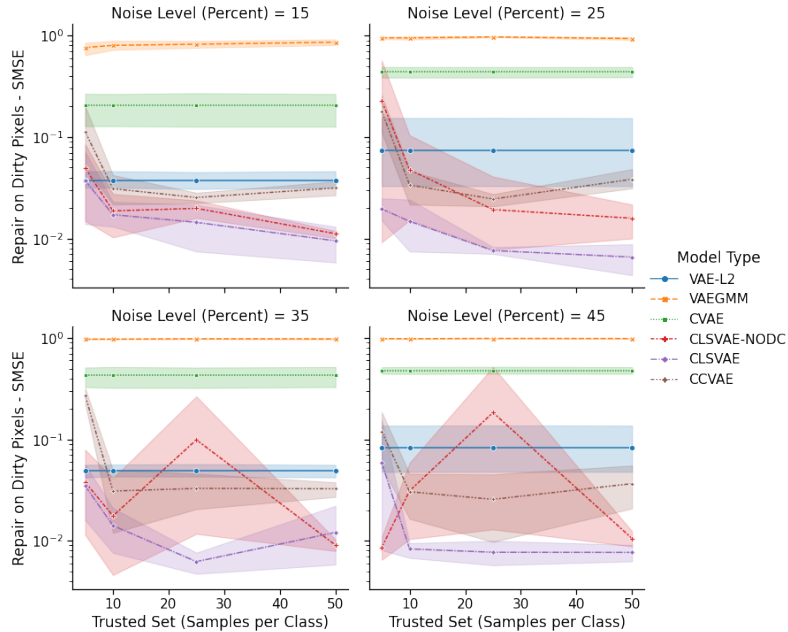 Noise Level (Percent) = 15
Noise Level (Percent) = 25
Repair on Dirty Pixels - SMSE
10⁰
10⁻¹
10⁻²
Model Type
VAE-L2
VAEGMM
CVAE
CLSVAE-NODC
CLSVAE
CCVAE
Noise Level (Percent) = 35
Noise Level (Percent) = 45
Repair on Dirty Pixels - SMSE
10⁰
10⁻¹
10⁻²
10 20 30 40 50
10 20 30 40 50
Trusted Set (Samples per Class)
Trusted Set (Samples per Class)